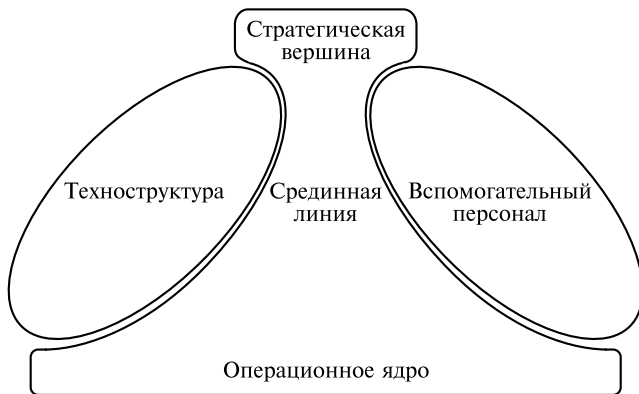 Стратегическая
вершина
Техноструктура
Срединная
линия
Вспомогательный
персонал
Операционное ядро